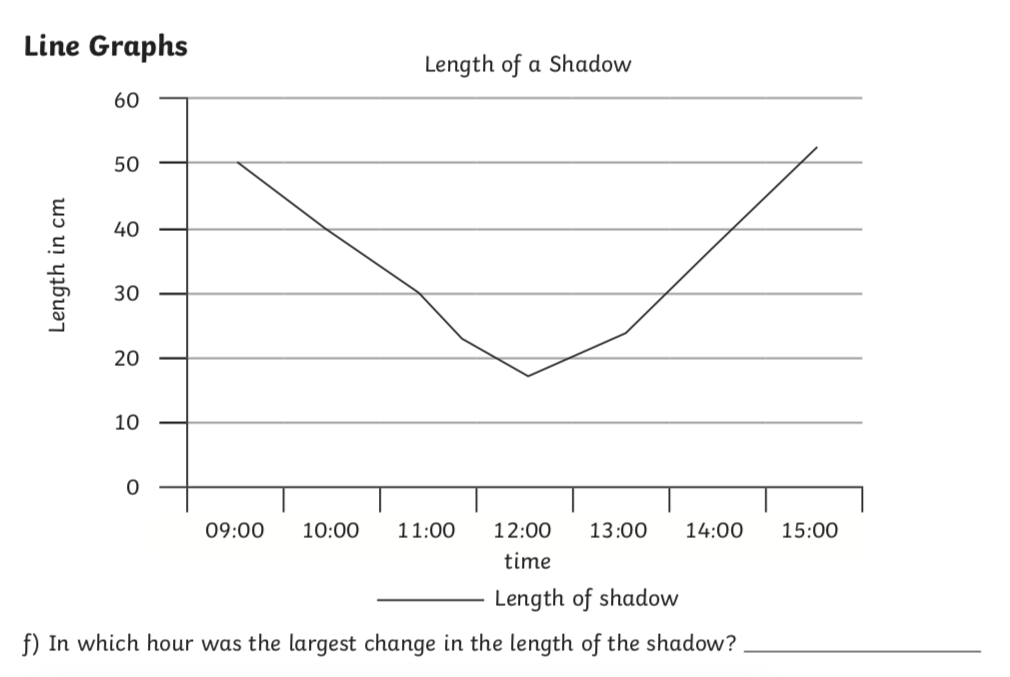 Line Graphs
Length of a Shadow
60
50
40
30
20
10
0
Length in cm
09:00 10:00 11:00 12:00 13:00 14:00 15:00
time
Length of shadow
f) In which hour was the largest change in the length of the shadow?